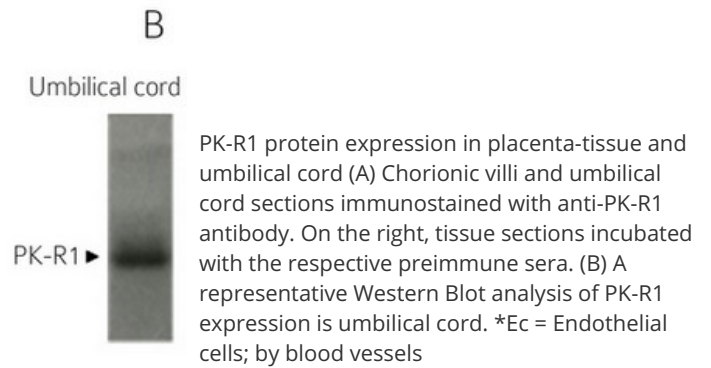 B
Umbilical cord
PK-R1 protein expression in placenta-tissue and
umbilical cord (A) Chorionic villi and umbilical
cord sections immunostained with anti-PK-R1
antibody. On the right, tissue sections incubated
PK-R1▶ with the respective preimmune sera. (B) A
representative Western Blot analysis of PK-R1
expression is umbilical cord. *Ec = Endothelial
cells; by blood vessels